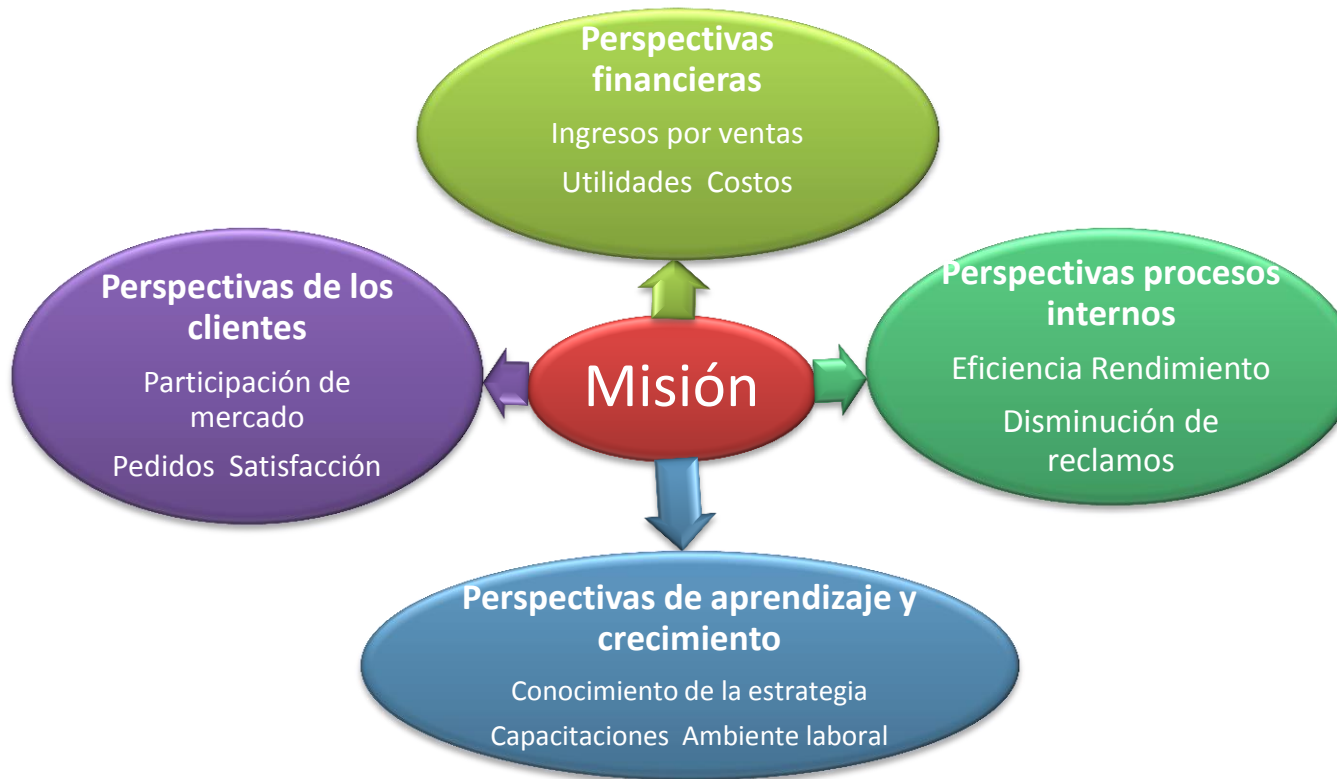 Perspectivas
financieras
Ingresos por ventas
Utilidades Costos
Perspectivas de los
clientes
Participación de
mercado
Pedidos Satisfacción
Misión
Perspectivas procesos
internos
Eficiencia Rendimiento
Disminución de
reclamos
Perspectivas de aprendizaje y
crecimiento
Conocimiento de la estrategia
Capacitaciones Ambiente laboral